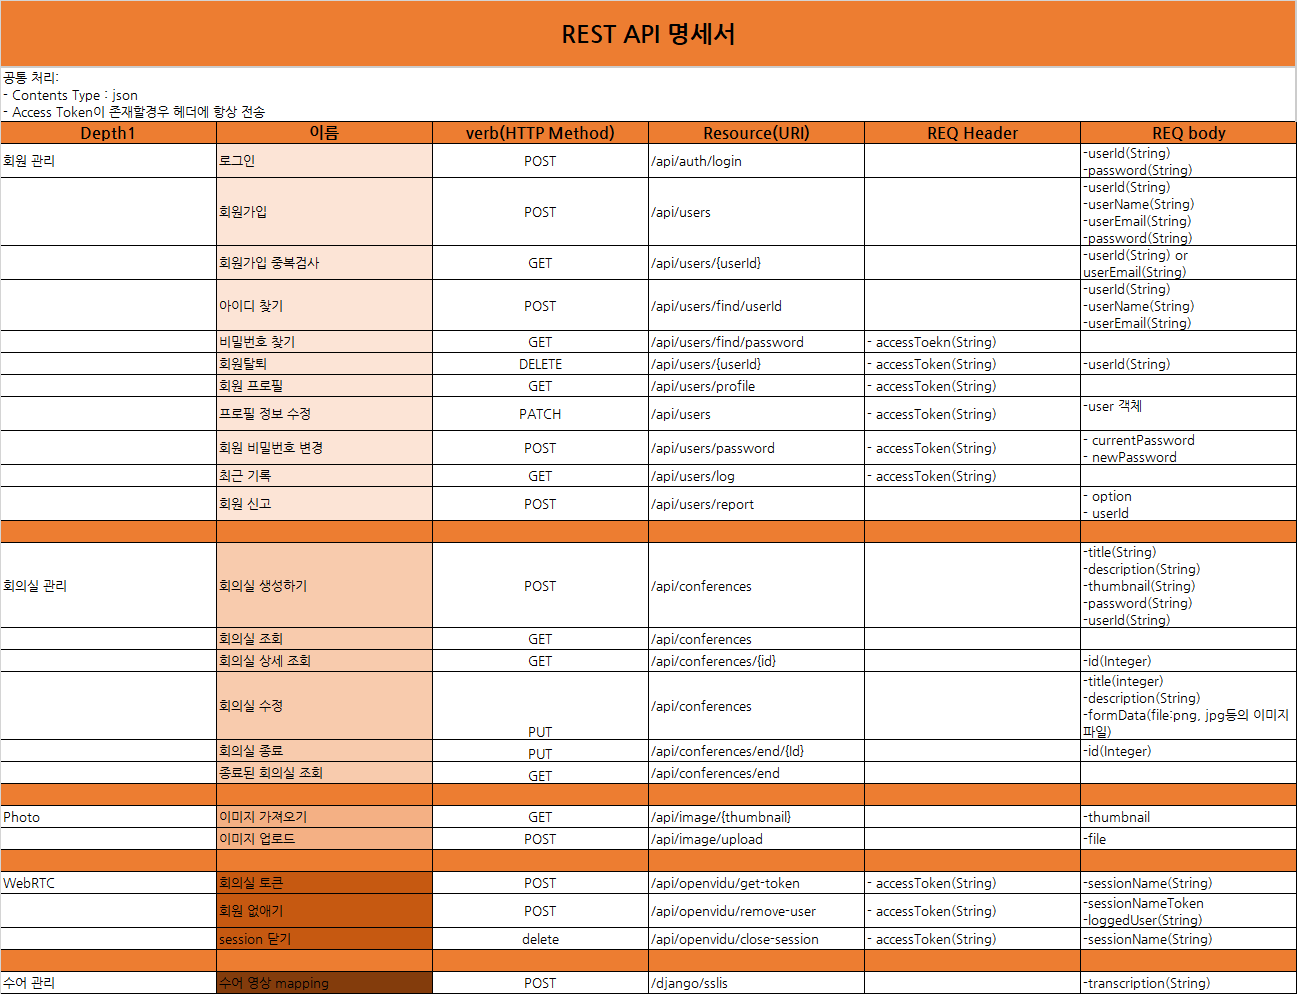 REST API 명세서
공통 처리:
- Contents Type : json
- Access Token이 존재할경우 헤더에 항상 전송
Depth1 이름 verb(HTTP Method) Resource(URI) REQ Header REQ body
회원 관리 로그인 POST /api/auth/login -userId(String)
-password(String)
회원가입 POST /api/users -userId(String)
-userName(String)
-userEmail(String)
-password(String)
회원가입 중복검사 GET /api/users/{userId} -userId(String) or
userEmail(String)
아이디 찾기 POST /api/users/find/userId -userId(String)
-userName(String)
-userEmail(String)
비밀번호 찾기 GET /api/users/find/password - accessToekn(String)
회원탈퇴 DELETE /api/users/{userId} - accessToken(String) -userId(String)
회원 프로필 GET /api/users/profile - accessToken(String)
프로필 정보 수정 PATCH /api/users - accessToken(String) -user 객체
회원 비밀번호 변경 POST /api/users/password - accessToken(String) - currentPassword
- newPassword
최근 기록 GET /api/users/log - accessToken(String)
회원 신고 POST /api/users/report - option
- userId
회의실 관리 회의실 생성하기 POST /api/conferences -title(String)
-description(String)
-thumbnail(String)
-password(String)
-userId(String)
회의실 조회 GET /api/conferences
회의실 상세 조회 GET /api/conferences/{id} -id(Integer)
회의실 수정 PUT /api/conferences -title(integer)
-description(String)
-formData(file:png, jpg등의 이미지
파일)
회의실 종료 PUT /api/conferences/end/{Id} -id(Integer)
종료된 회의실 조회 GET /api/conferences/end
Photo 이미지 가져오기 GET /api/image/{thumbnail} -thumbnail
이미지 업로드 POST /api/image/upload -file
WebRTC 회의실 토큰 POST /api/openvidu/get-token - accessToken(String) -sessionName(String)
회원 없애기 POST /api/openvidu/remove-user - accessToken(String) -sessionNameToken
-loggedUser(String)
session 닫기 delete /api/openvidu/close-session - accessToken(String) -sessionName(String)
수어 관리 수어 영상 mapping POST /django/sslis -transcription(String)